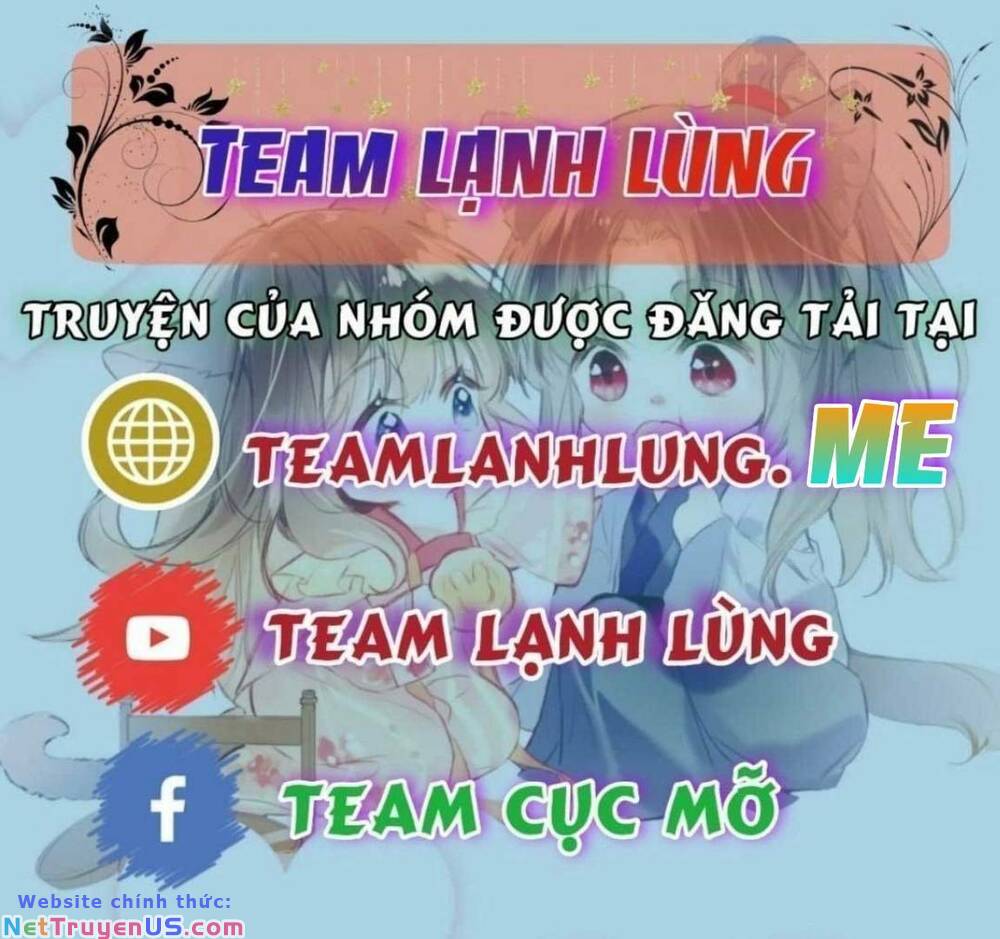 TEAM LẠNH LÙNG
TRUYỆN CỦA NHÓM ĐƯỢC ĐĂNG TẢI TẠI
TEAMLANHLUNG. ME
TEAM LẠNH LÙNG
f TEAM CỤC MỠ
Website chính thức:
NetTruyenUS.com